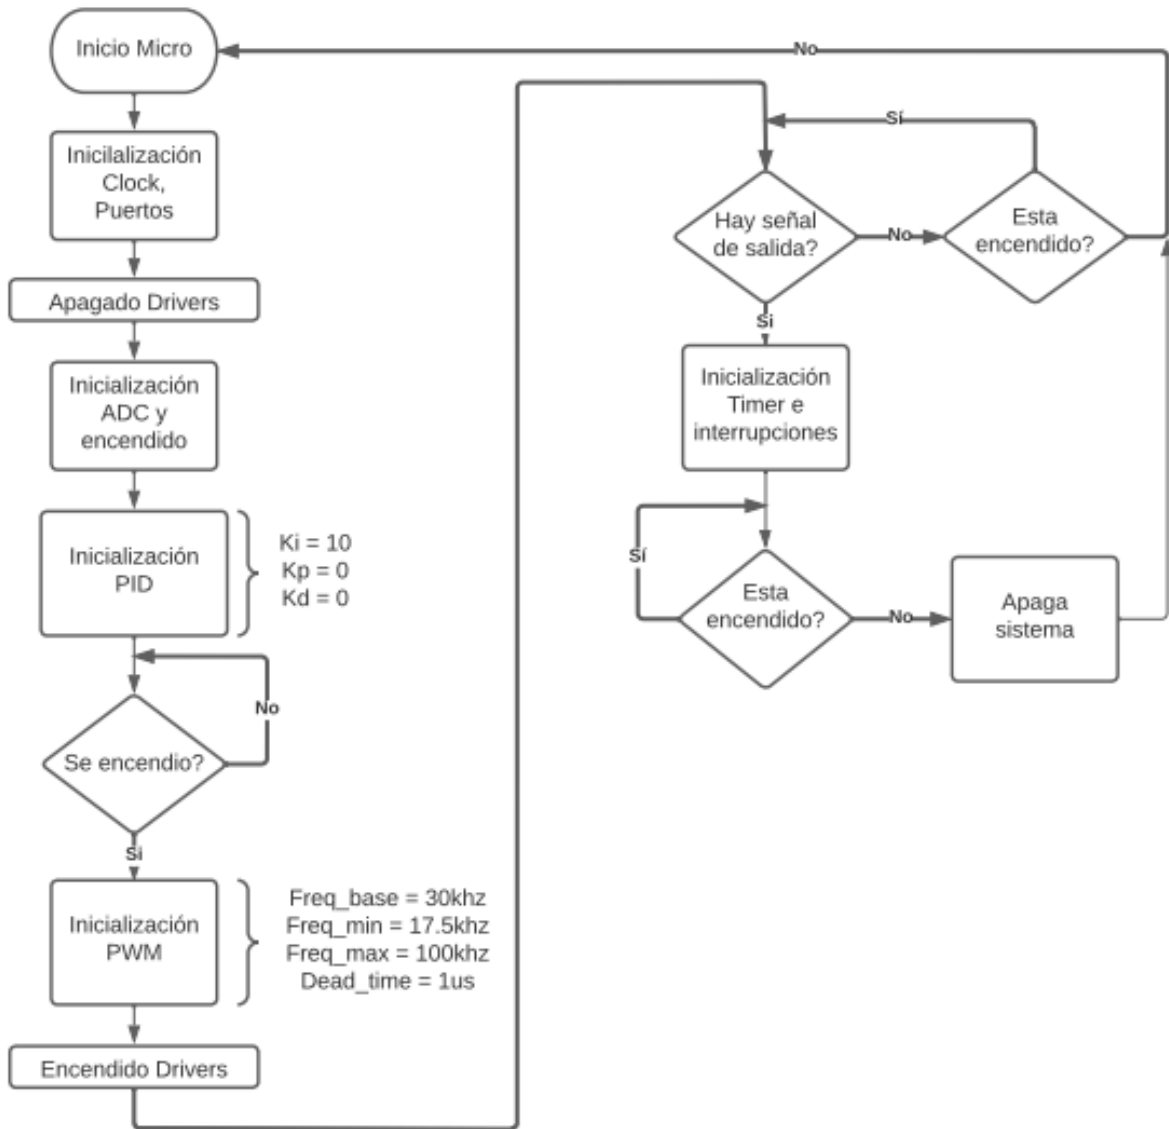 Inicio Micro
Inicilalización
Clock,
Puertos
Apagado Drivers
Inicialización
ADC y
encendido
Inicialización
PID
Ki = 10
Kp = 0
Kd = 0
Se encendio?
No
Si
Inicialización
PWM
Freq_base = 30khz
Freq_min = 17.5khz
Freq_max = 100khz
Dead_time = 1us
Encendido Drivers
No
Sí
Hay señal
de salida?
No
Esta
encendido?
Si
Inicialización
Timer e
interrupciones
Sí
Esta
encendido?
No
Apaga
sistema